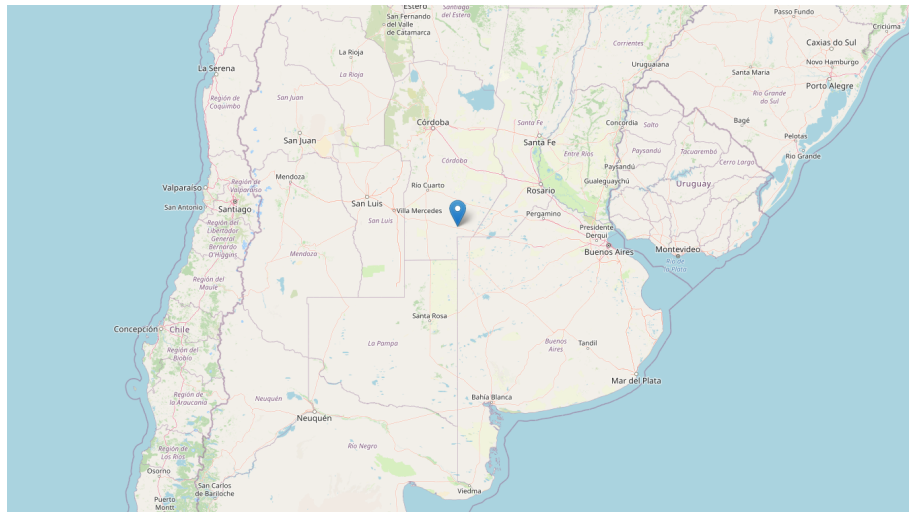 Estero
San Fernando
del Valle
de Catamarca
Santiago
del Estero
Passo Fundo
Criciúma
Corrientes
Caxias do Sul
La Rioja
Novo Hamburgo
La Serena
Uruguaiana
Santa Maria
La Rioja
Porto Alegre
Región de
Coquimbo
San Juan
Rio Grande
do Sul
Córdoba
Santa Fe
Concordia
Salto
Bagé
San Juan
Santa Fe
Pelotas
Entre Ríos
Paysandú
Tacuarembó
Rio Grande
Córdoba
Cerro Largo
Paysandú
Mendoza
Río Cuarto
Gualeguaychú
Uruguay
Valparaíso
Región de
Valparaíso
Rosario
San Antonio
Santiago
San Luis
Villa Mercedes
Pergamino
San Luis
Región del
Libertador
General
Bernardo
O'Higgins
Presidente
Derqui
Buenos Aires
Montevideo
Río de
la Plata
Mendoza
Región del
Maule
Santa Rosa
Concepción
Chile
La Pampa
Buenos
Aires
Tandil
Región del
Biobío
Mar del Plata
Región de
la Araucanía
Neuquén
Bahía Blanca
Neuquén
Río Negro
Región de
Los Ríos
Osorno
San Carlos
de Bariloche
Viedma
Puerto
Montt